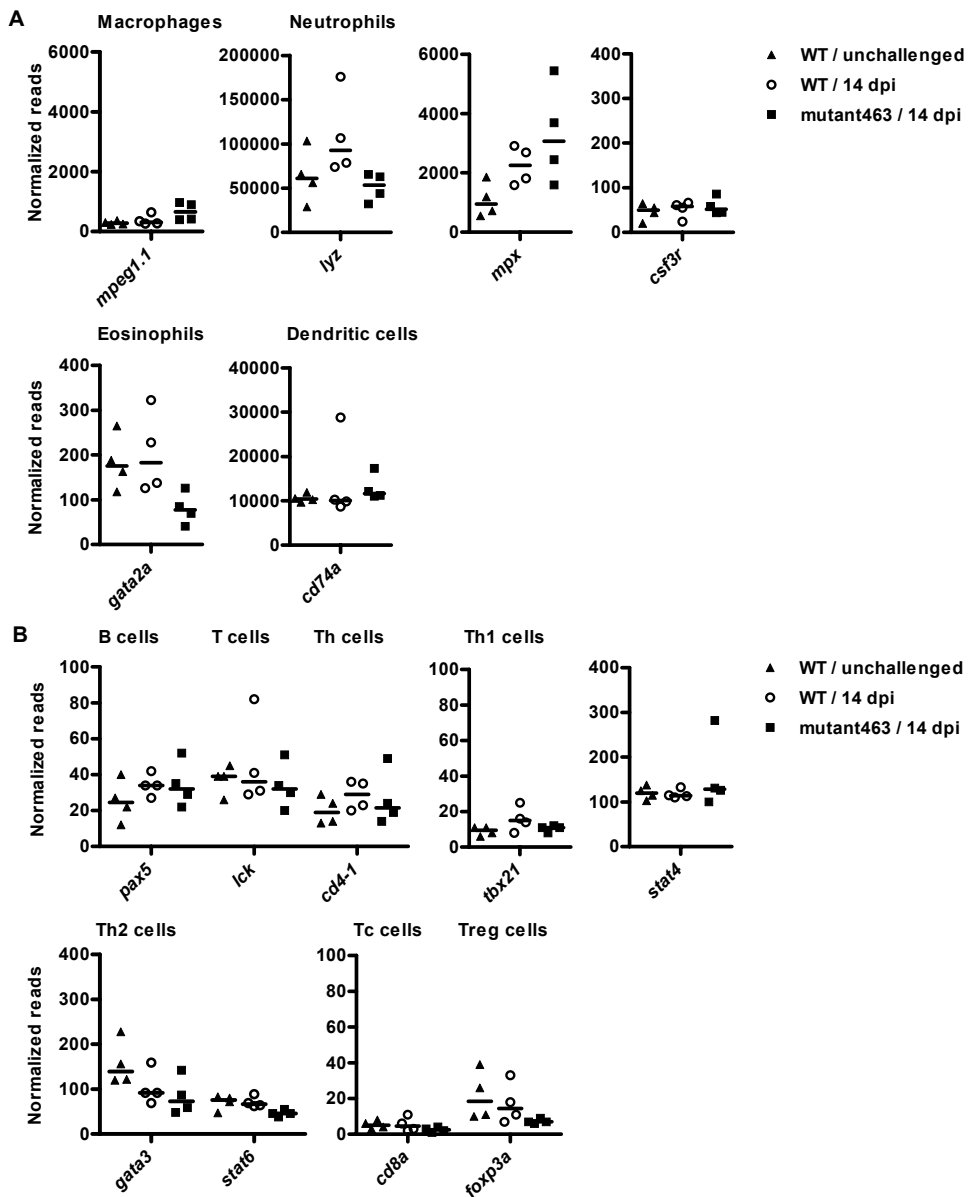 A
Macrophages Neutrophils
6000 200000 6000 400
WT / unchallenged
WT / 14 dpi
mutant463 / 14 dpi
150000 300
4000 4000
100000 200
2000 2000
50000 100
0 0 0 0
Normalized reads
mpeg1.1 lyz mpx csf3r
Eosinophils Dendritic cells
400 40000
300 30000
200 20000
100 10000
0 0
Normalized reads
gata2a cd74a
B
B cells T cells Th cells Th1 cells
100 100 400
WT / unchallenged
WT / 14 dpi
mutant463 / 14 dpi
80 80 300
60 60
200
40 40
20 20 100
0 0 0
Normalized reads
pax5 lck cd4-1 tbx21 stat4
Th2 cells Tc cells Treg cells
400 100
300 80
60
200
40
100 20
0 0
Normalized reads
gata3 stat6 cd8a foxp3a